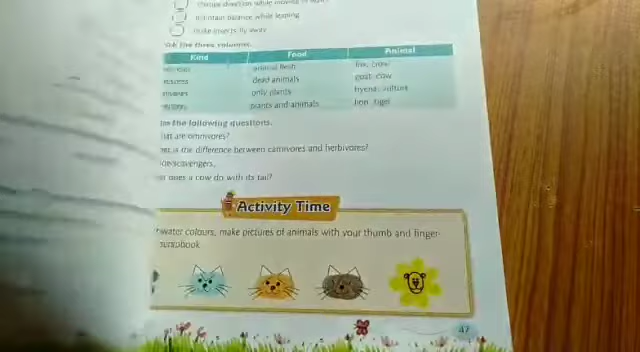 change direction while moving
maintain balance while leaping
make insects fly away
the three columns.
Kind Food Animal
animal flesh lion, crow
dead animals goat, cow
only plants hyena, vulture
plants and animals lion, tiger
the following questions.
are omnivores?
is the difference between carnivores and herbivores?
scavengers.
does a cow do with its tail?
Activity Time
water colours, make pictures of animals with your thumb and finger-
scrapbook
47